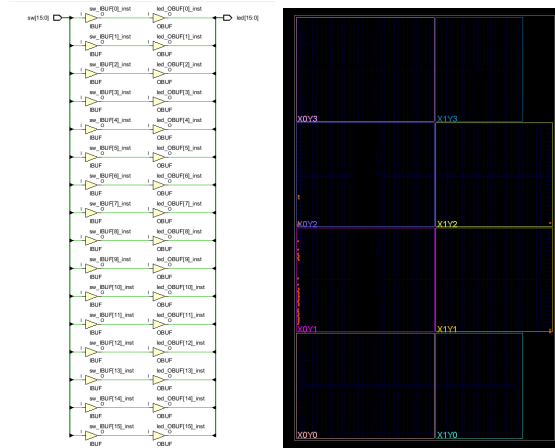 sw_IBUF[0]_inst led_OBUF[0]_inst
sw[15:0] I O I O led[15:0]
IBUF OBUF
sw_IBUF[1]_inst led_OBUF[1]_inst
I O I O
IBUF OBUF
sw_IBUF[2]_inst led_OBUF[2]_inst
I O I O
IBUF OBUF
sw_IBUF[3]_inst led_OBUF[3]_inst
I O I O
IBUF OBUF
sw_IBUF[4]_inst led_OBUF[4]_inst
I O I O
IBUF OBUF
sw_IBUF[5]_inst led_OBUF[5]_inst
I O I O
IBUF OBUF
sw_IBUF[6]_inst led_OBUF[6]_inst
I O I O
IBUF OBUF
sw_IBUF[7]_inst led_OBUF[7]_inst
I O I O
IBUF OBUF
sw_IBUF[8]_inst led_OBUF[8]_inst
I O I O
IBUF OBUF
sw_IBUF[9]_inst led_OBUF[9]_inst
I O I O
IBUF OBUF
sw_IBUF[10]_inst led_OBUF[10]_inst
I O I O
IBUF OBUF
sw_IBUF[11]_inst led_OBUF[11]_inst
I O I O
IBUF OBUF
sw_IBUF[12]_inst led_OBUF[12]_inst
I O I O
IBUF OBUF
sw_IBUF[13]_inst led_OBUF[13]_inst
I O I O
IBUF OBUF
sw_IBUF[14]_inst led_OBUF[14]_inst
I O I O
IBUF OBUF
sw_IBUF[15]_inst led_OBUF[15]_inst
I O I O
IBUF OBUF
X0Y3 X1Y3
X0Y2 X1Y2
X0Y1 X1Y1
X0Y0 X1Y0